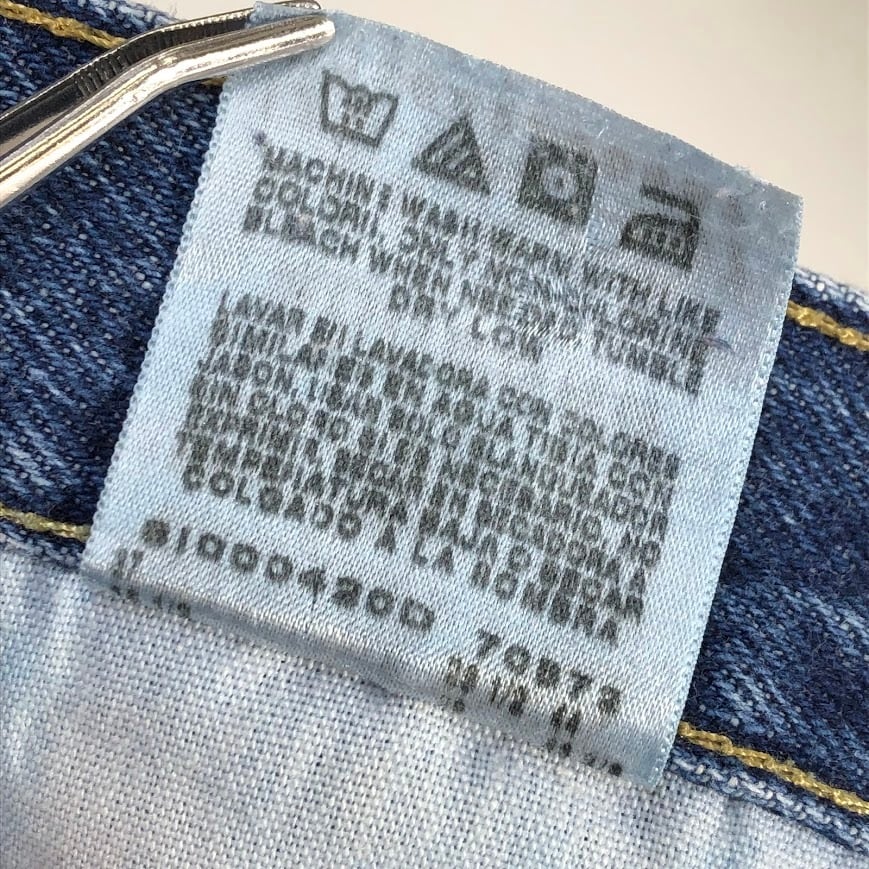 MACHINE WASH WARM WITH LIKE
COLORS. ONLY NON-CHLORINE
BLEACH WHEN NEEDED TUMBLE
DRY LOW
LAVAR EN LAVADORA CON COLORES
SIMILARES EN AGUA TIBIA CON
JABON. USAR SOLO BLANQUEADOR
SIN CLORO SI ES NECESARIO. NO
EXPRIMIR. SECAR EN SECADORA A
TEMPERATURA BAJA O SECAR
COLGADO A LA SOMBRA
70873